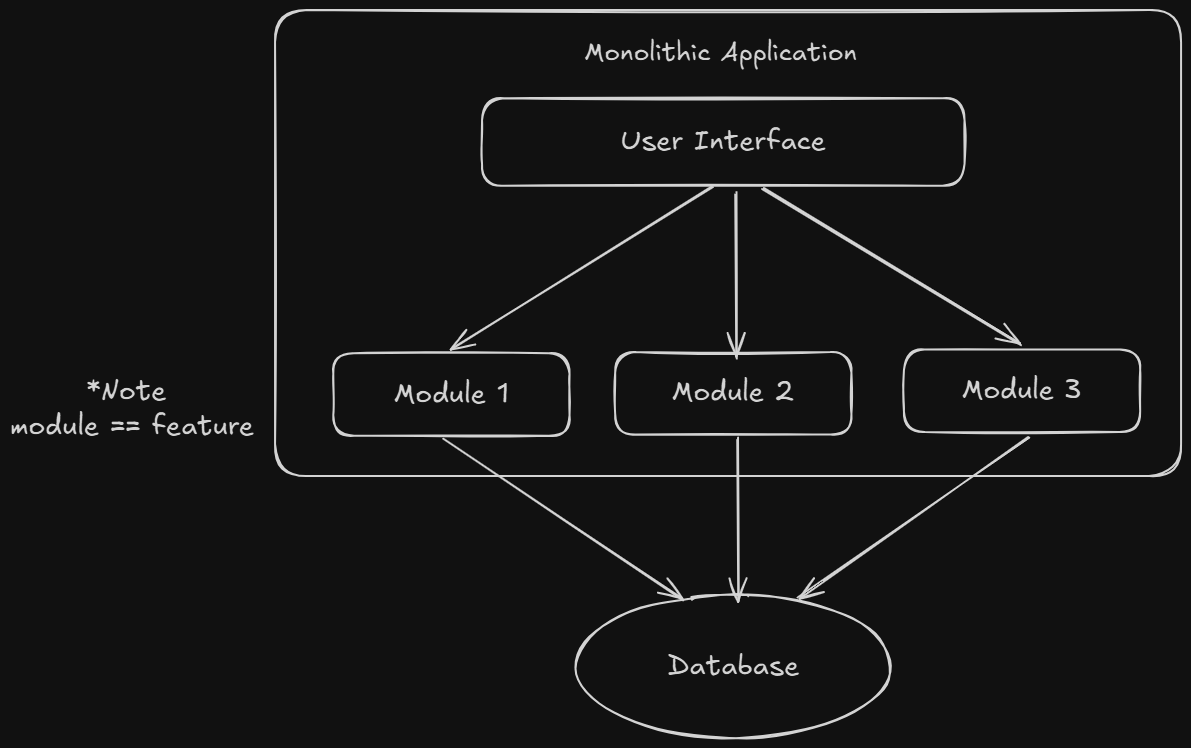 Monolithic Application
User Interface
Module 1
Module 2
Module 3
*Note
module == feature
Database